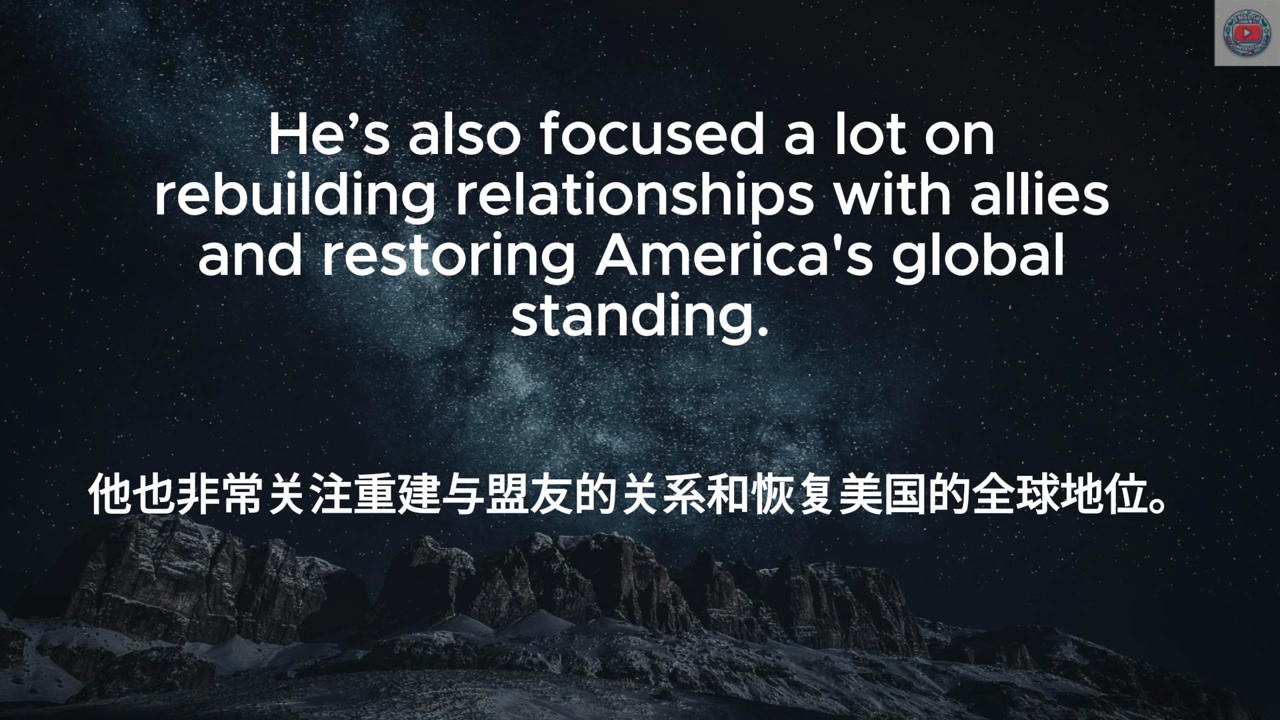 He’s also focused a lot on
rebuilding relationships with allies
and restoring America's global
standing.
他也非常关注重建与盟友的关系和恢复美国的全球地位。